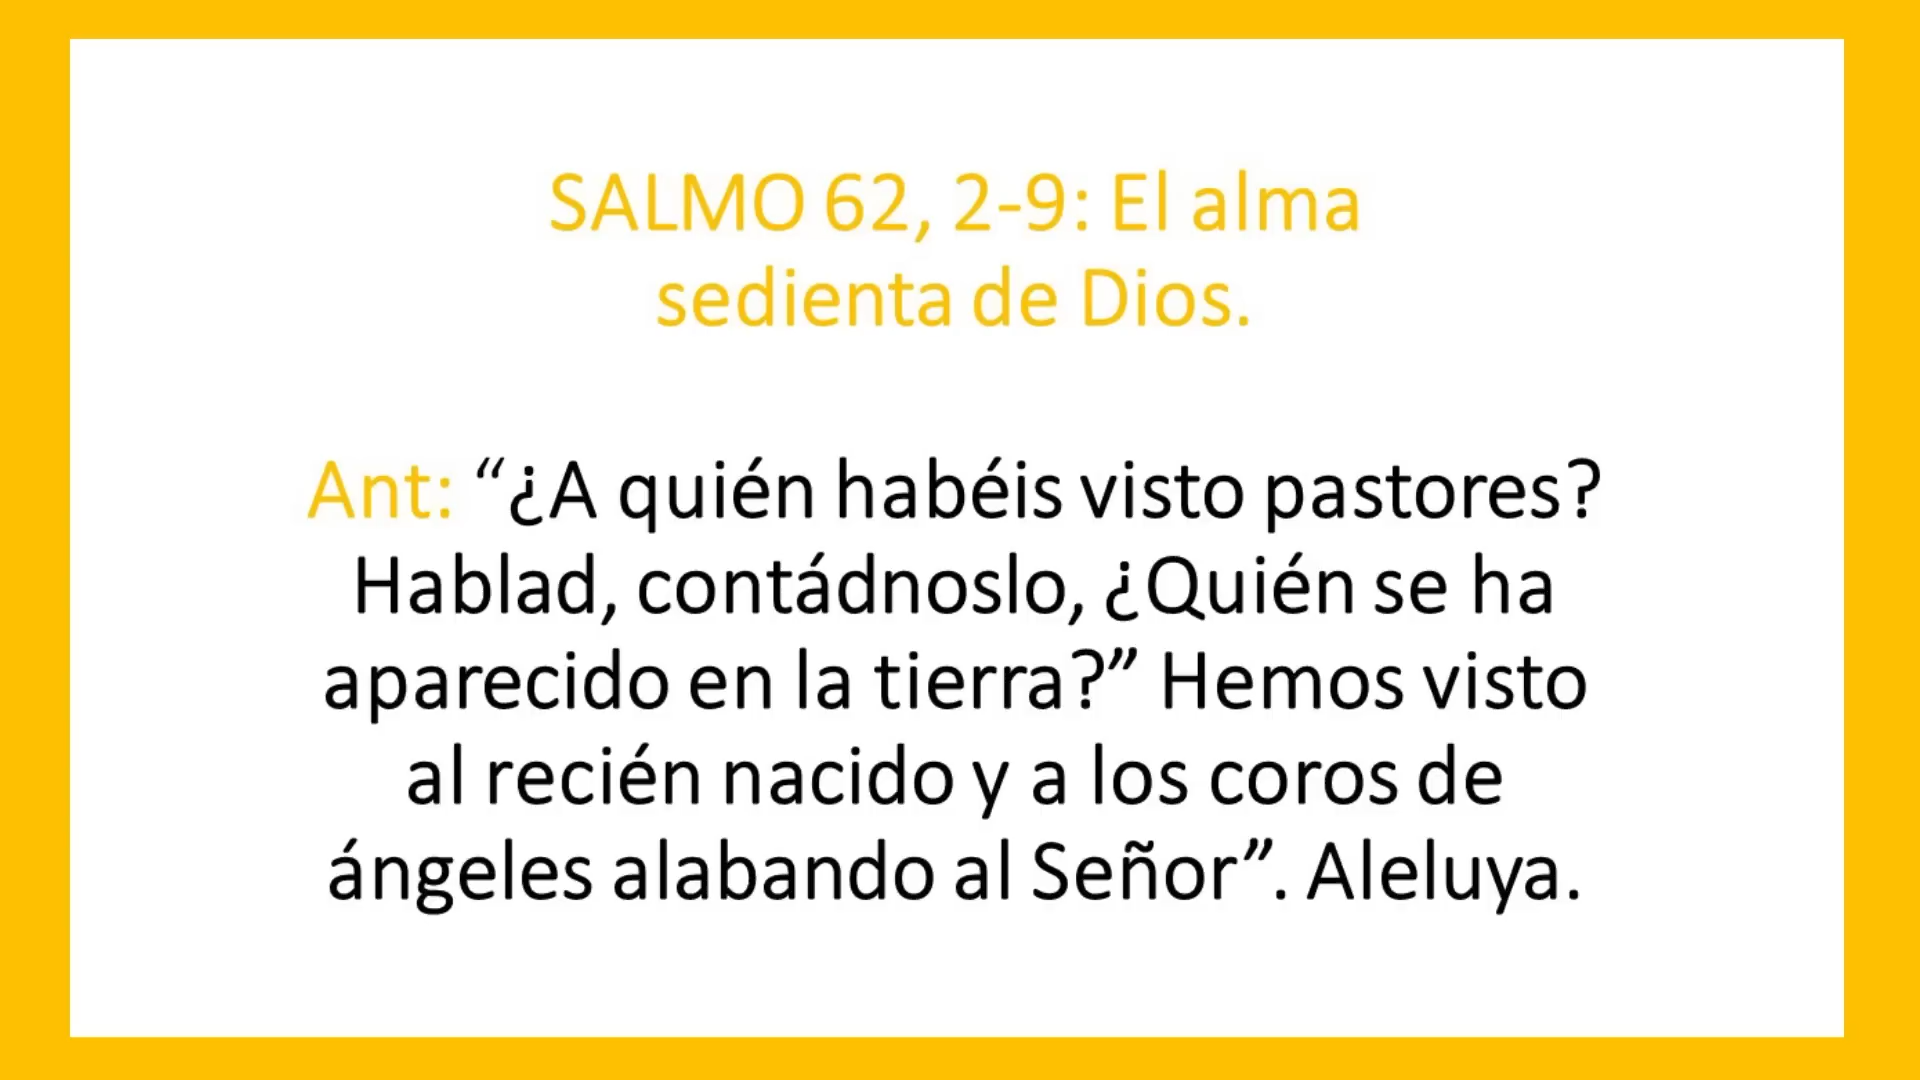 SALMO 62, 2-9: El alma
sedienta de Dios.
Ant: “¿A quién habéis visto pastores?
Hablad, contádnoslo, ¿Quién se ha
aparecido en la tierra?” Hemos visto
al recién nacido y a los coros de
ángeles alabando al Señor”. Aleluya.